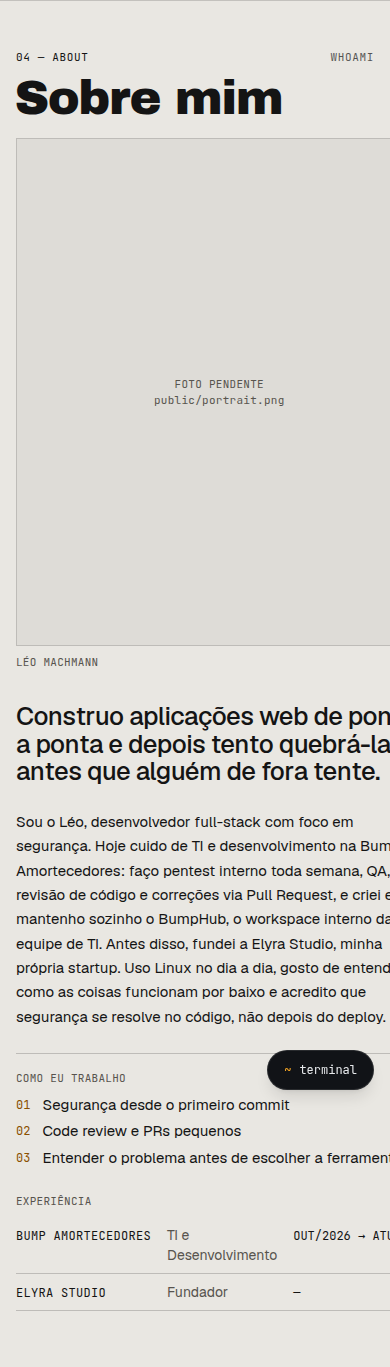 04 — ABOUT
WHOAMI
Sobre mim
FOTO PENDENTE
public/portrait.png
LÉO MACHMANN
Construo aplicações web de pon
a ponta e depois tento quebrá-la
antes que alguém de fora tente.
Sou o Léo, desenvolvedor full-stack com foco em
segurança. Hoje cuido de TI e desenvolvimento na Bum
Amortecedores: faço pentest interno toda semana, QA,
revisão de código e correções via Pull Request, e criei e
mantenho sozinho o BumpHub, o workspace interno da
equipe de TI. Antes disso, fundei a Elyra Studio, minha
própria startup. Uso Linux no dia a dia, gosto de entend
como as coisas funcionam por baixo e acredito que
segurança se resolve no código, não depois do deploy.
~ terminal
COMO EU TRABALHO
01 Segurança desde o primeiro commit
02 Code review e PRs pequenos
03 Entender o problema antes de escolher a ferrament
EXPERIÊNCIA
BUMP AMORTECEDORES TI e OUT/2026 → ATU
Desenvolvimento
ELYRA STUDIO Fundador —